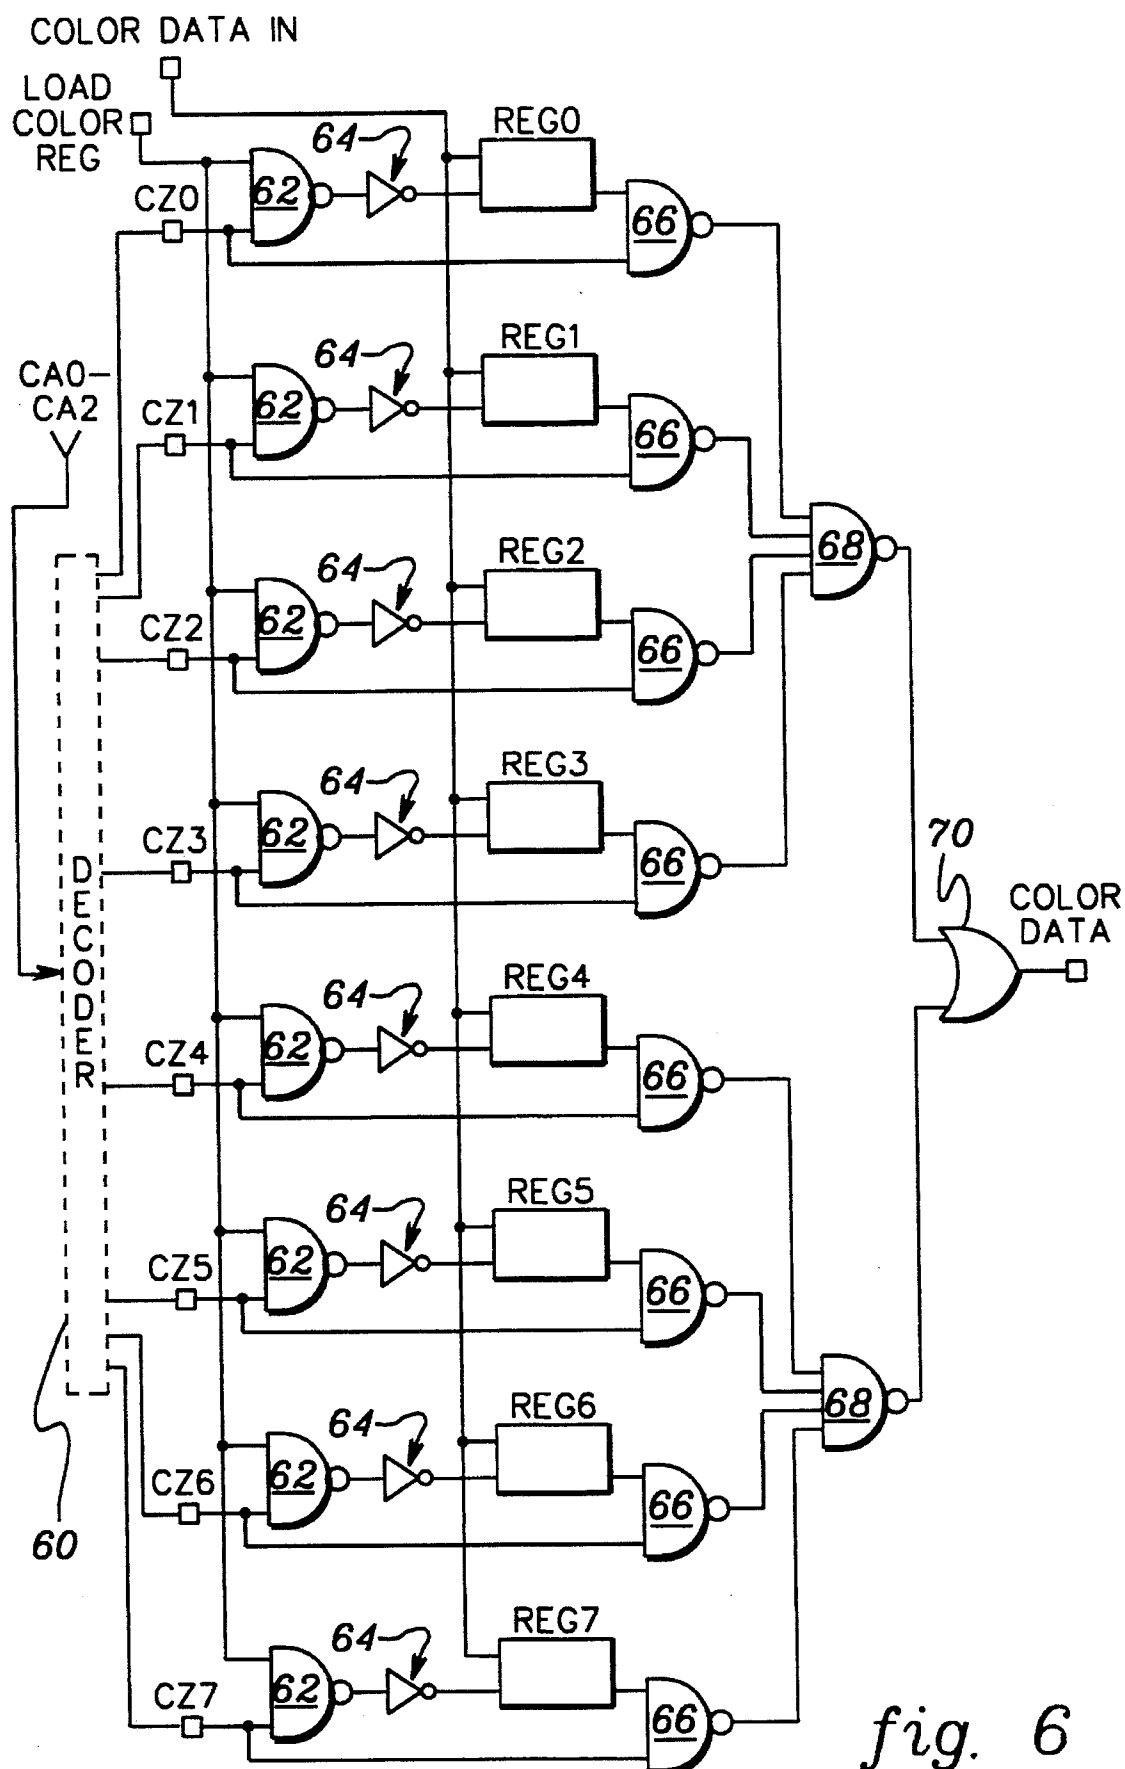 COLOR DATA IN
LOAD
COLOR
REG
64
REG0
62
CZ0
66
64
REG1
CA0-
CA2
62
CZ1
66
64
REG2
68
62
CZ2
66
64
REG3
62
CZ3
66
70
COLOR
DATA
DECODER
64
REG4
62
CZ4
66
64
REG5
62
CZ5
66
64
REG6
68
62
CZ6
66
60
64
REG7
62
CZ7
66
fig. 6